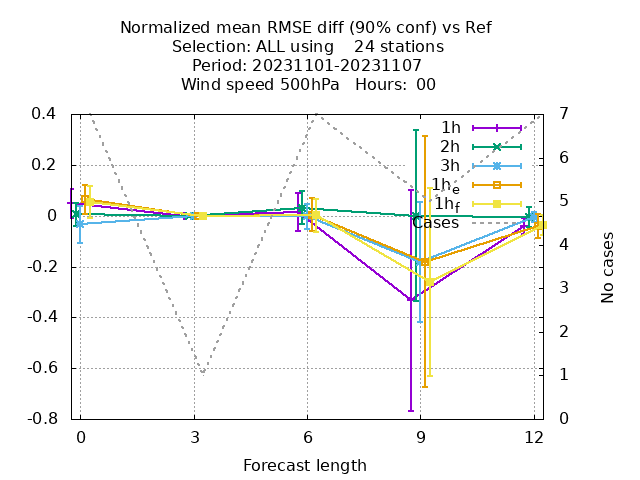 Normalized mean RMSE diff (90% conf) vs Ref
Selection: ALL using    24 stations
Period: 20231101-20231107
Wind speed 500hPa   Hours:  00
0.4
0.2
0
-0.2
-0.4
-0.6
-0.8
7
6
5
4
3
2
1
0
1h
2h
3h
1he
1hf
Cases
No cases
0
3
6
9
12
Forecast length